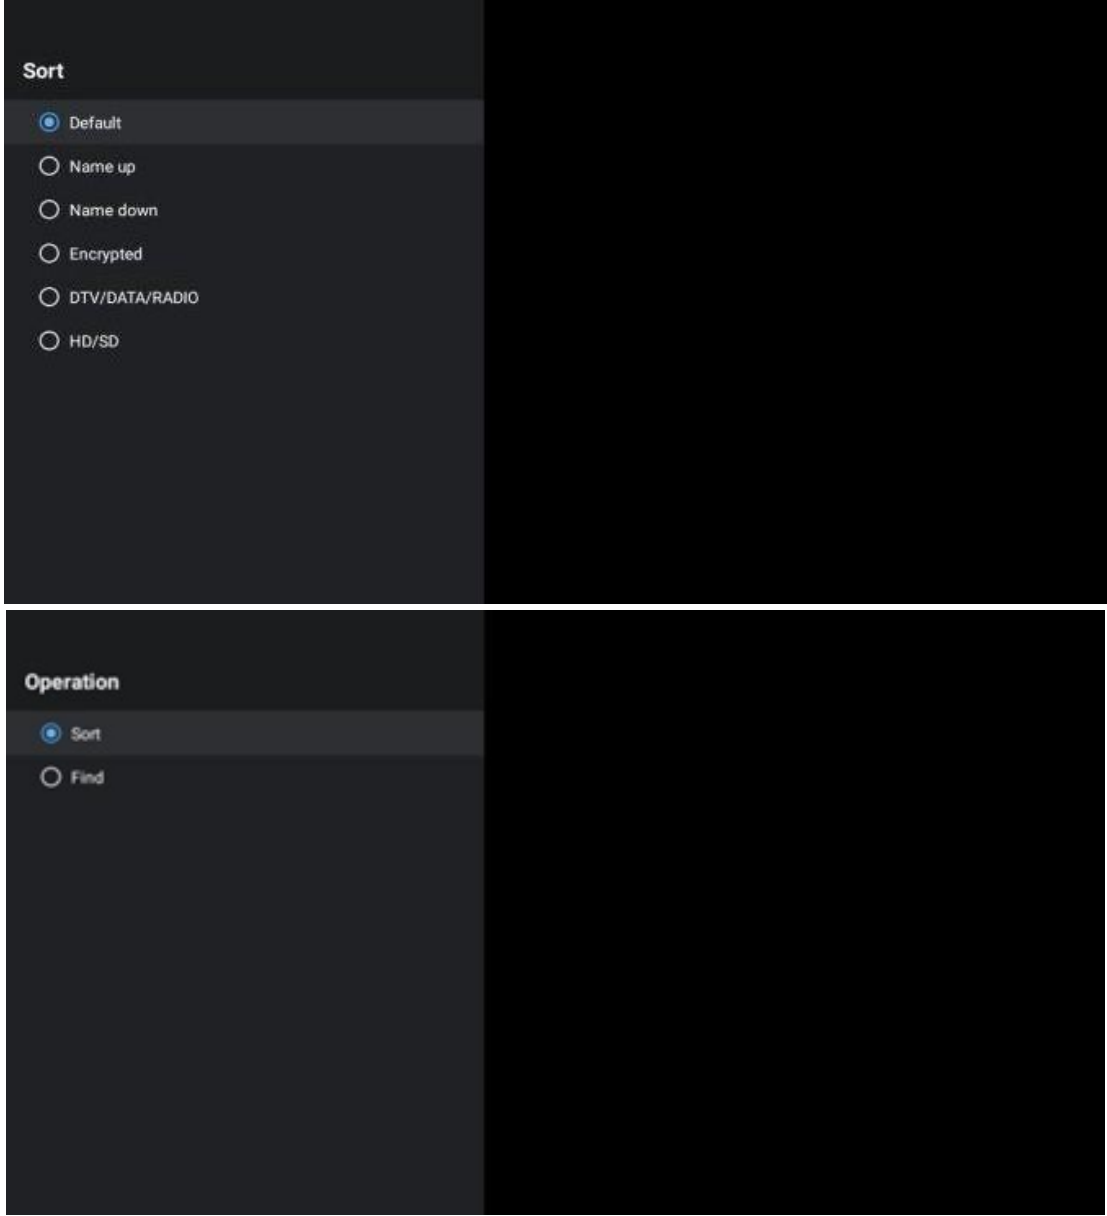 Sort
Default
Name up
Name down
Encrypted
DTV/DATA/RADIO
HD/SD
Operation
Sort
Find